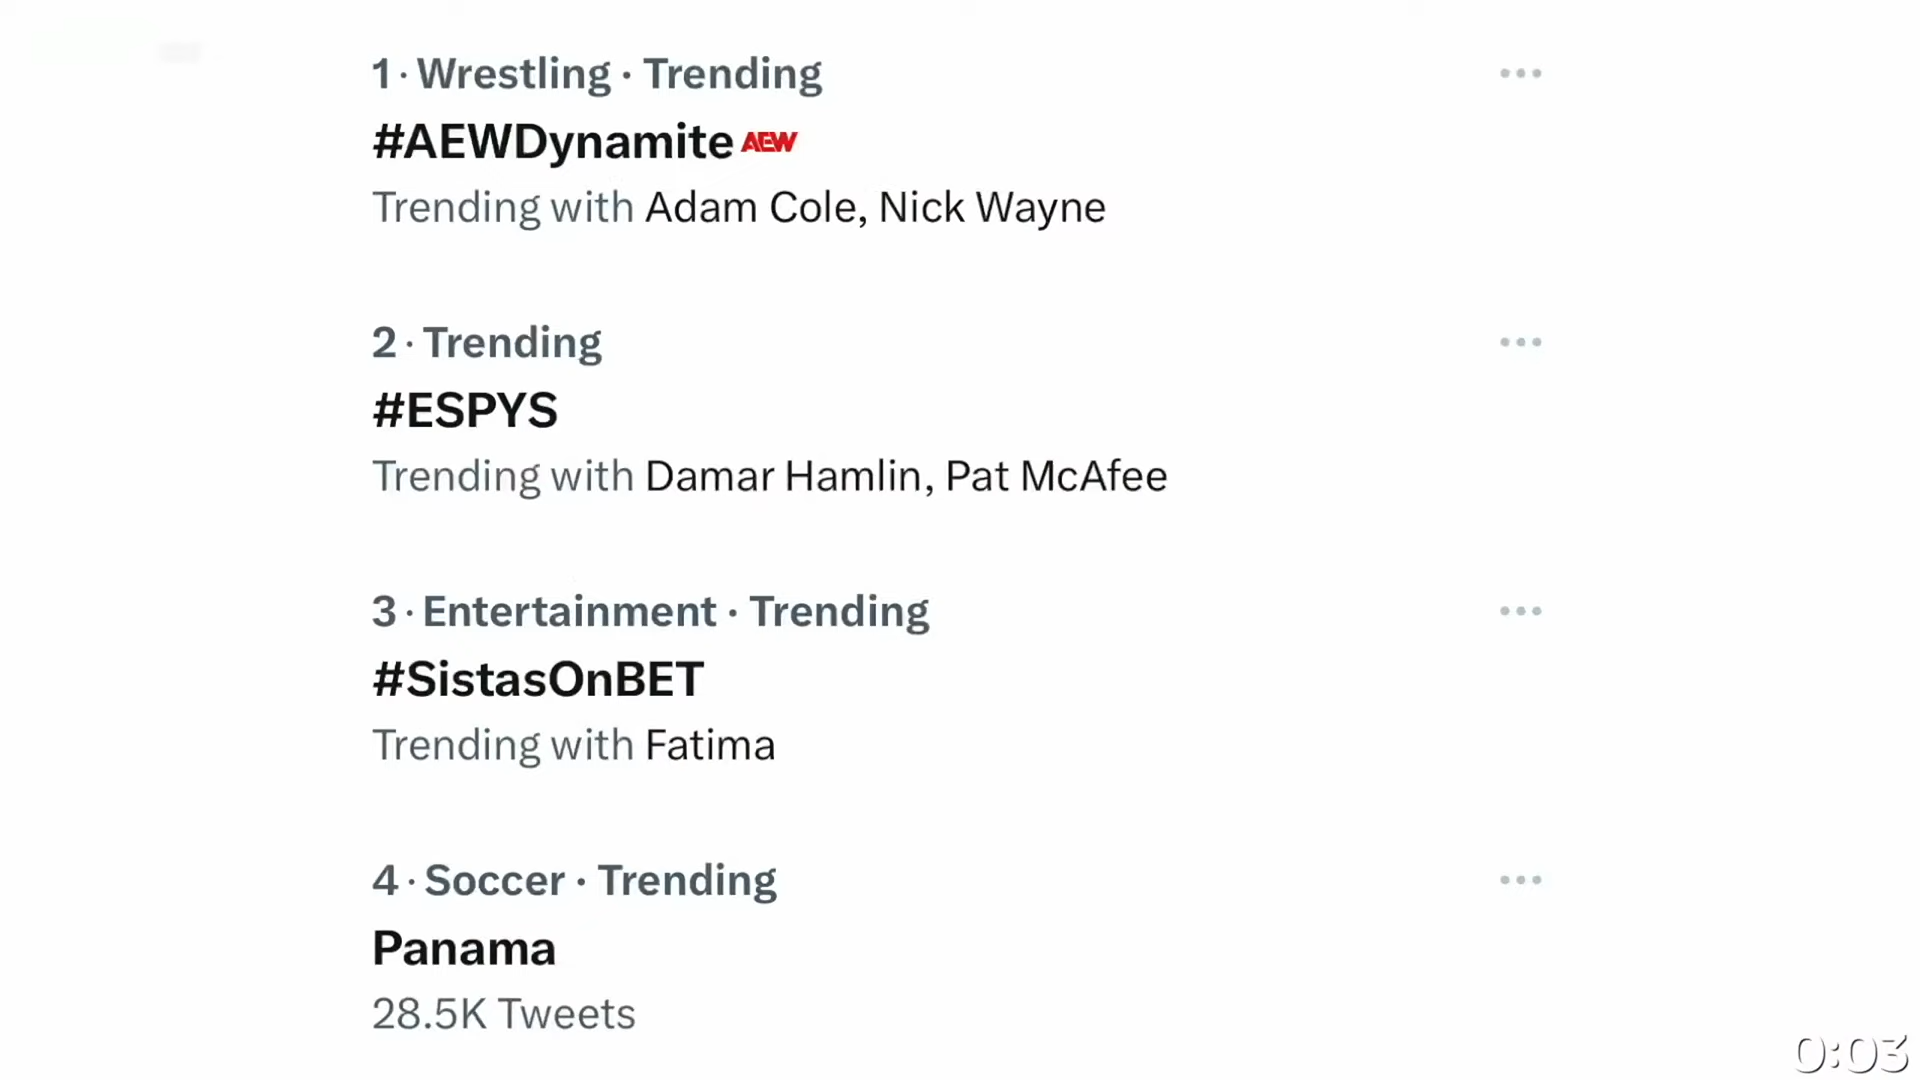 1 · Wrestling · Trending
#AEWDynamite AEW
Trending with Adam Cole, Nick Wayne
2 · Trending
#ESPYS
Trending with Damar Hamlin, Pat McAfee
3 · Entertainment · Trending
#SistasOnBET
Trending with Fatima
4 · Soccer · Trending
Panama
28.5K Tweets
0:03